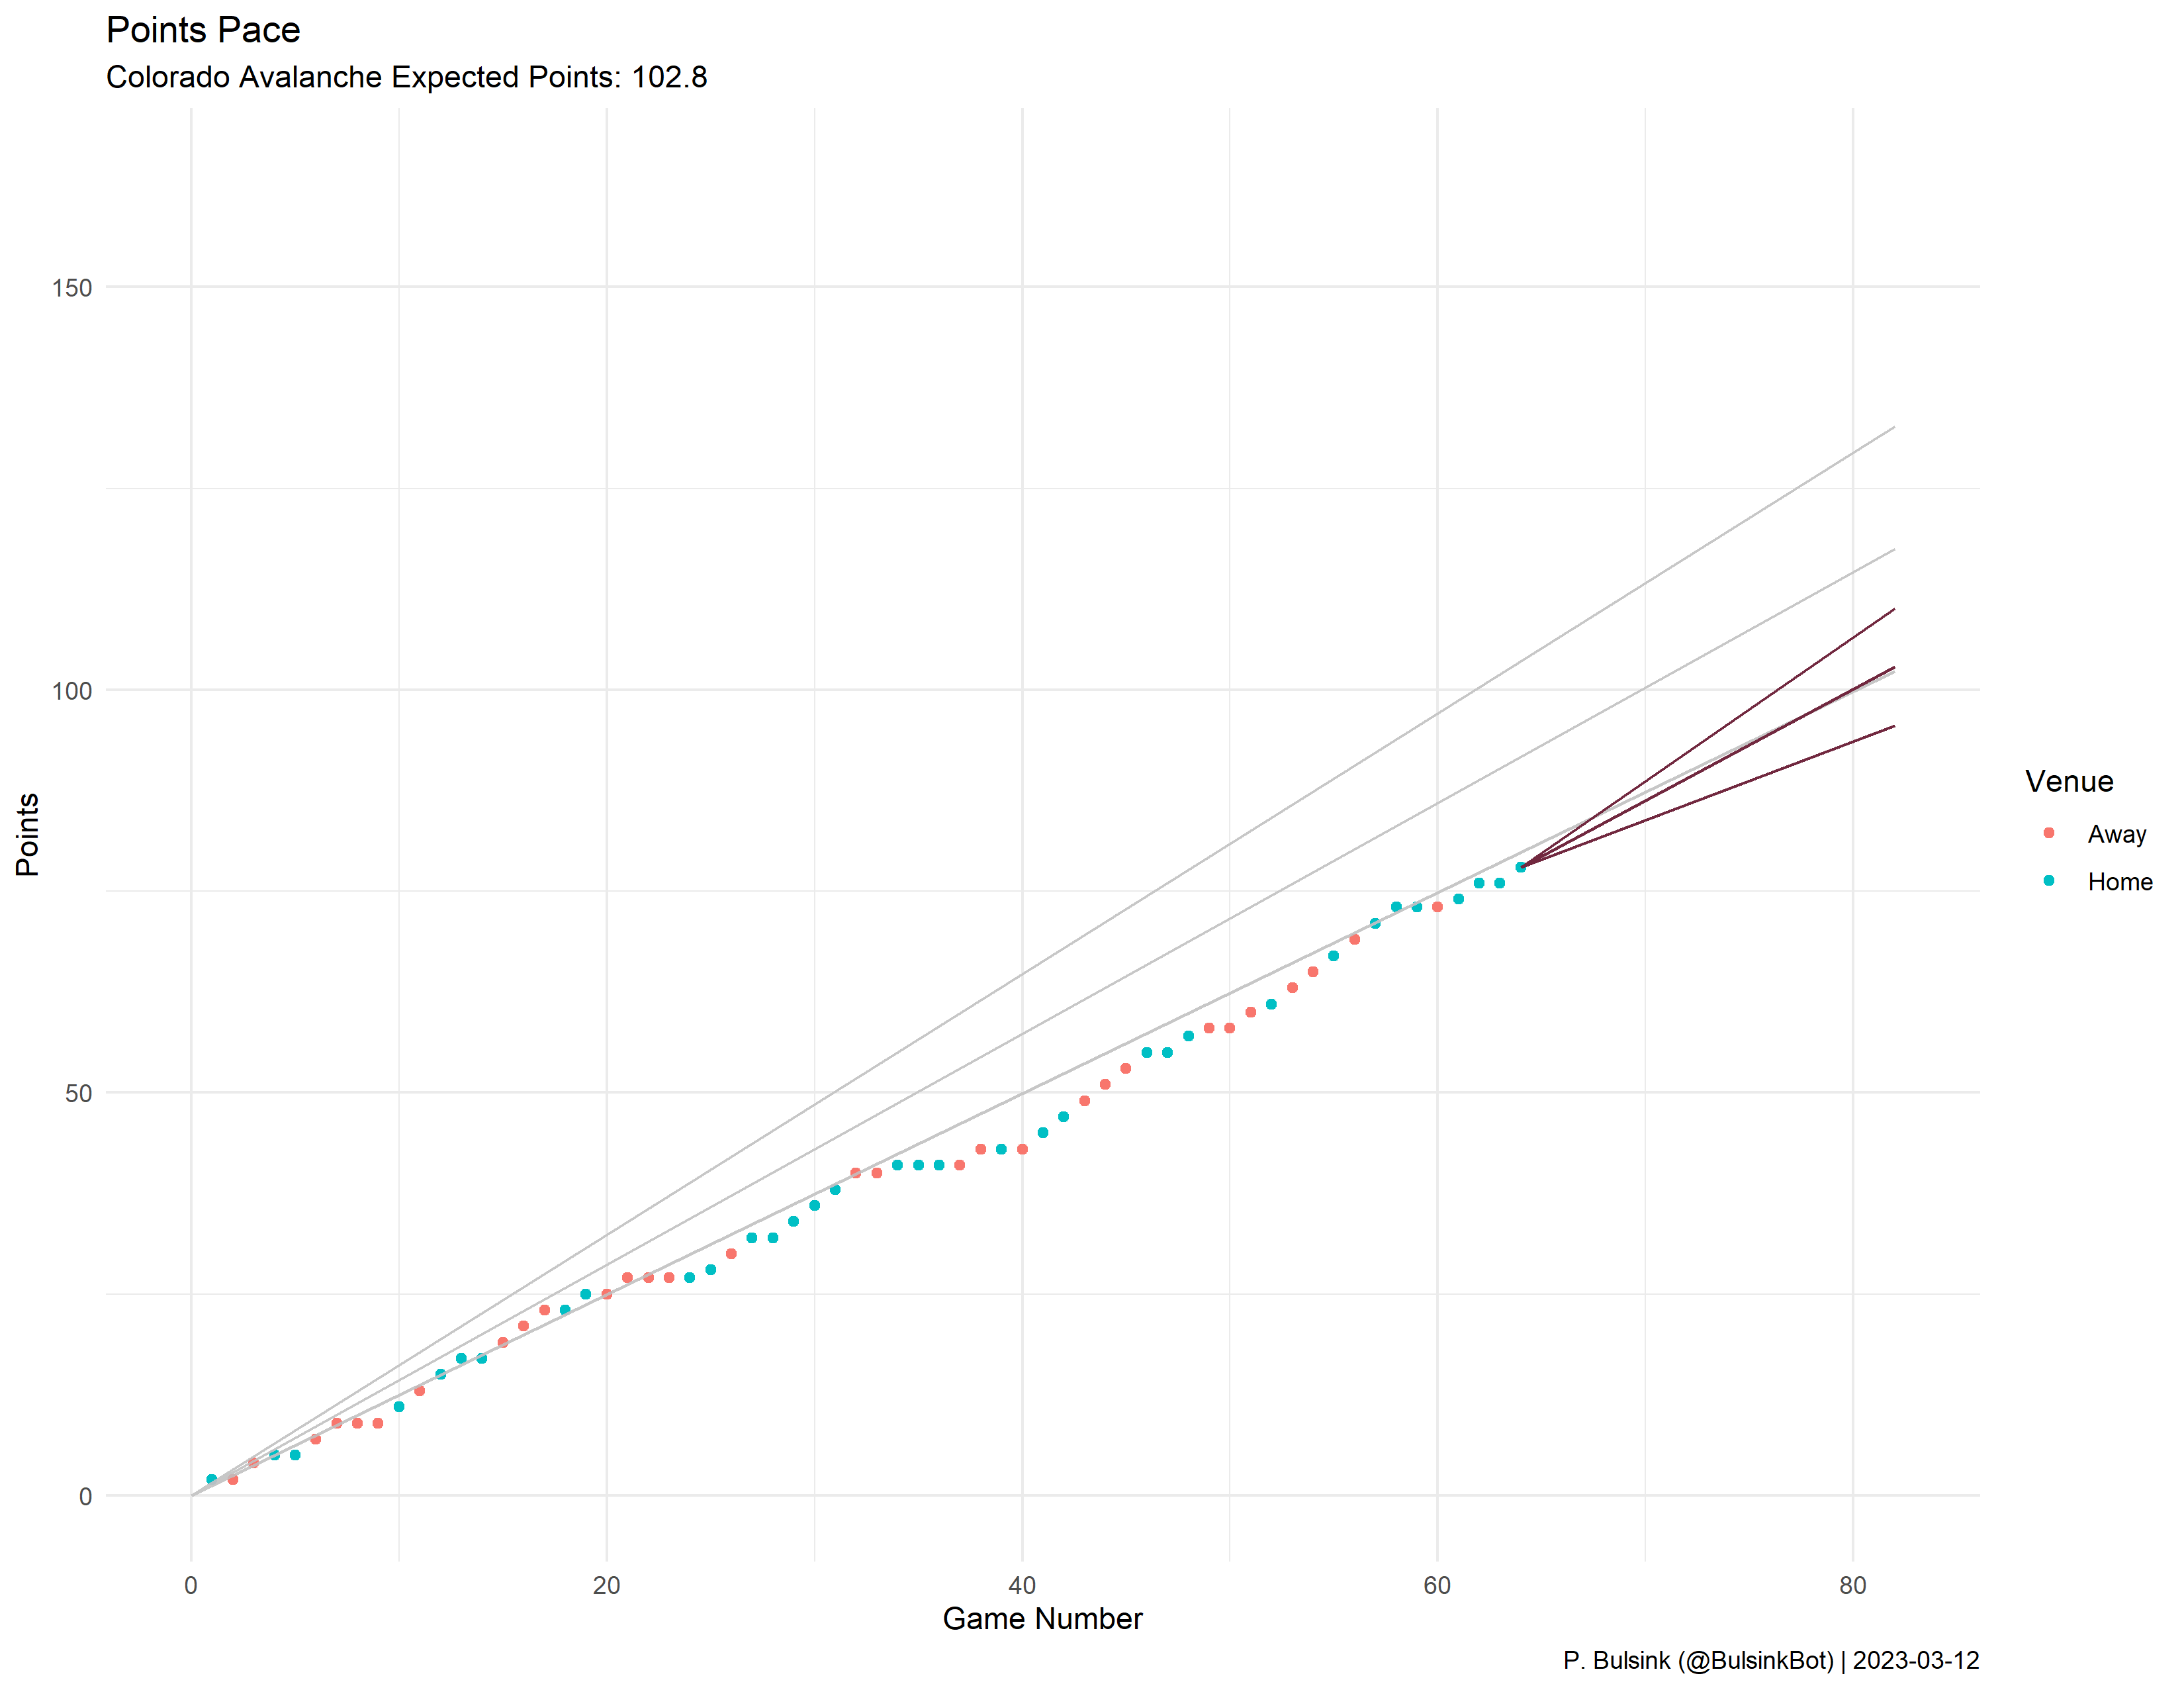 Points Pace
Colorado Avalanche Expected Points: 102.8
150
100
50
0
Points
0 20 40 60 80
Game Number
Venue
Away
Home
P. Bulsink (@BulsinkBot) | 2023-03-12